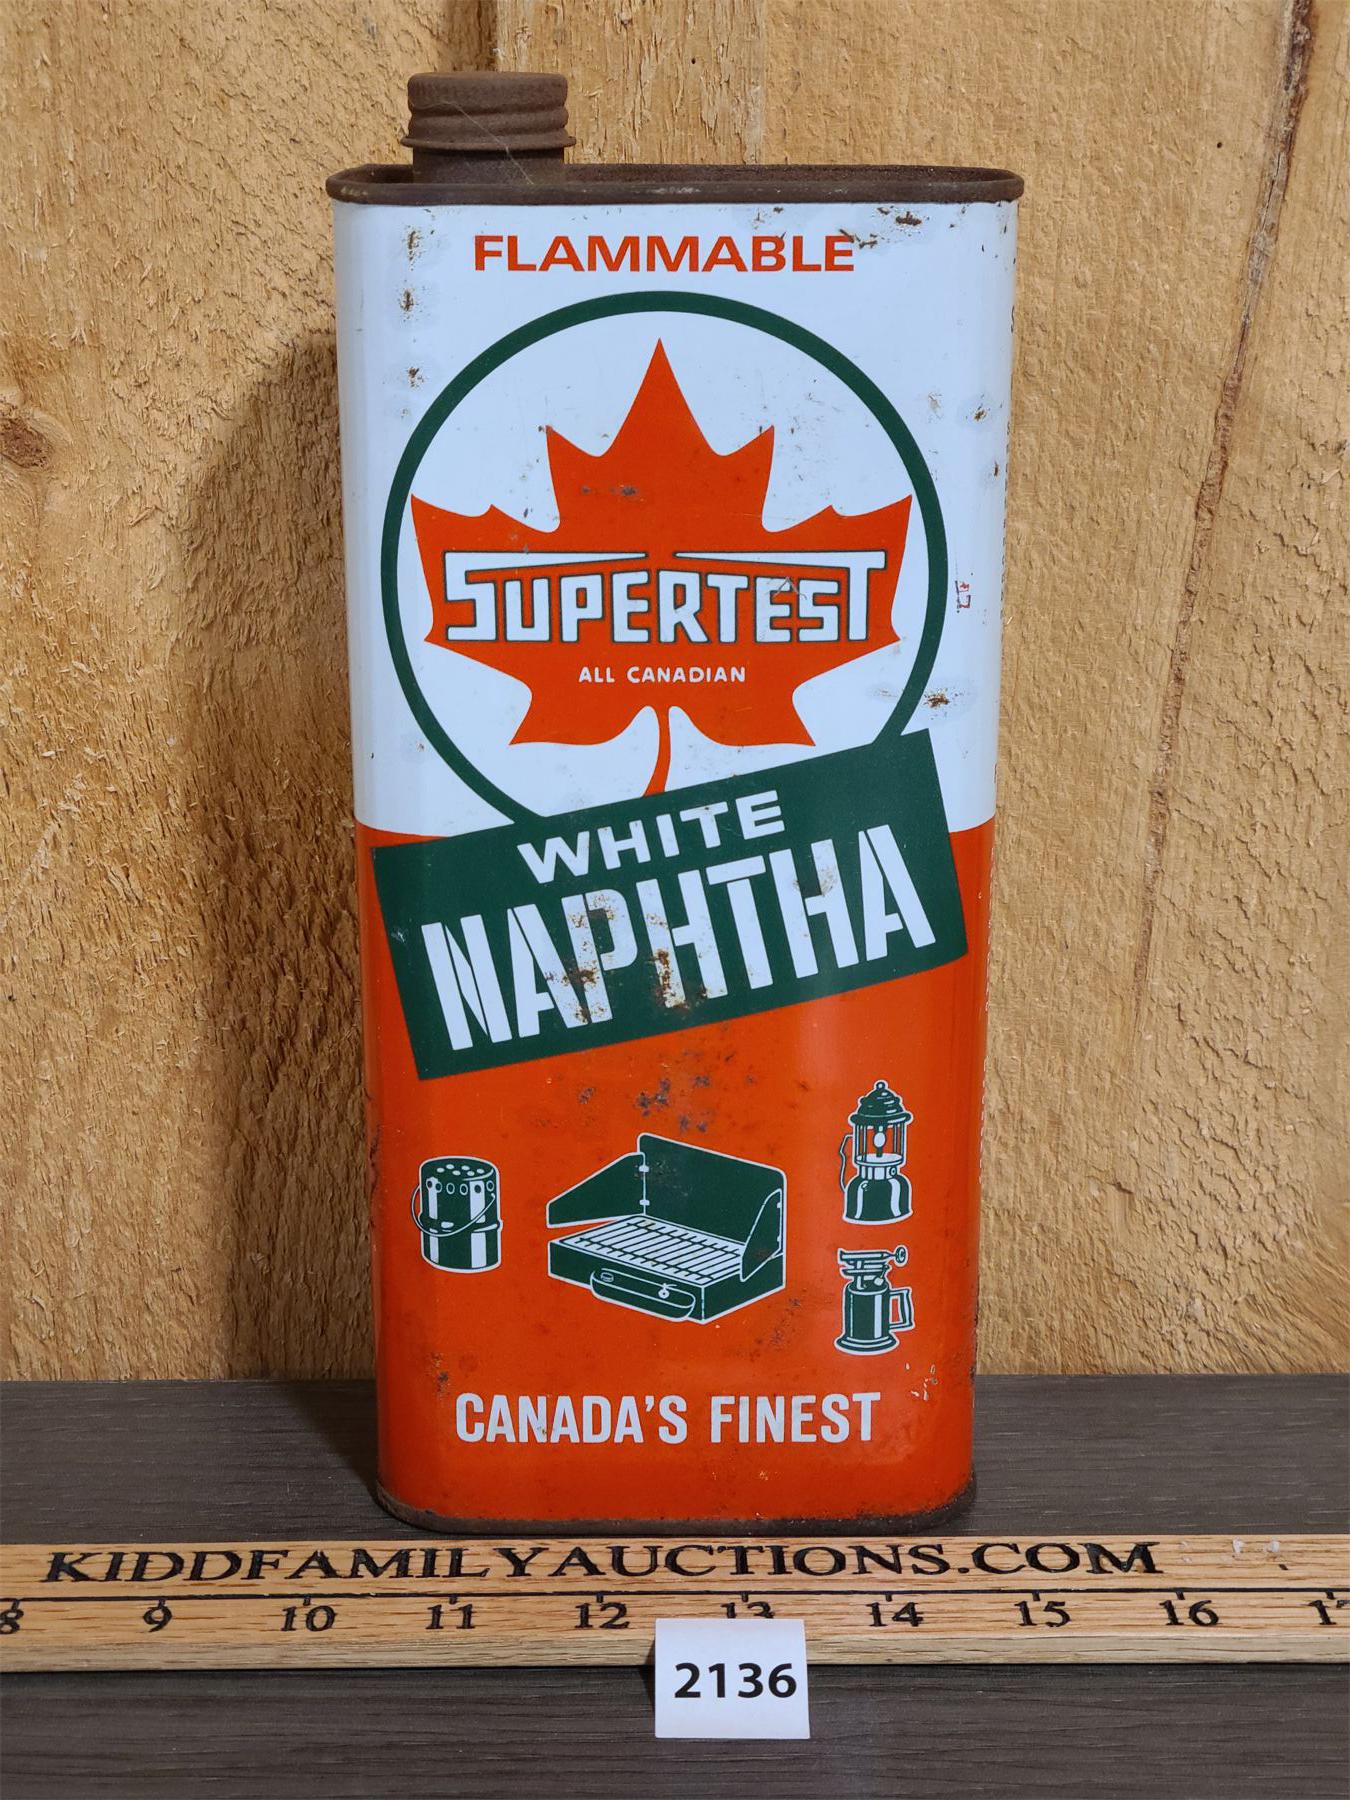 FLAMMABLE
SUPERTEST
ALL CANADIAN
WHITE
NAPHTHA
CANADA'S FINEST
KIDDFAMILYAUCTIONS.COM
8 9 10 11 12 13 14 15 16
2136